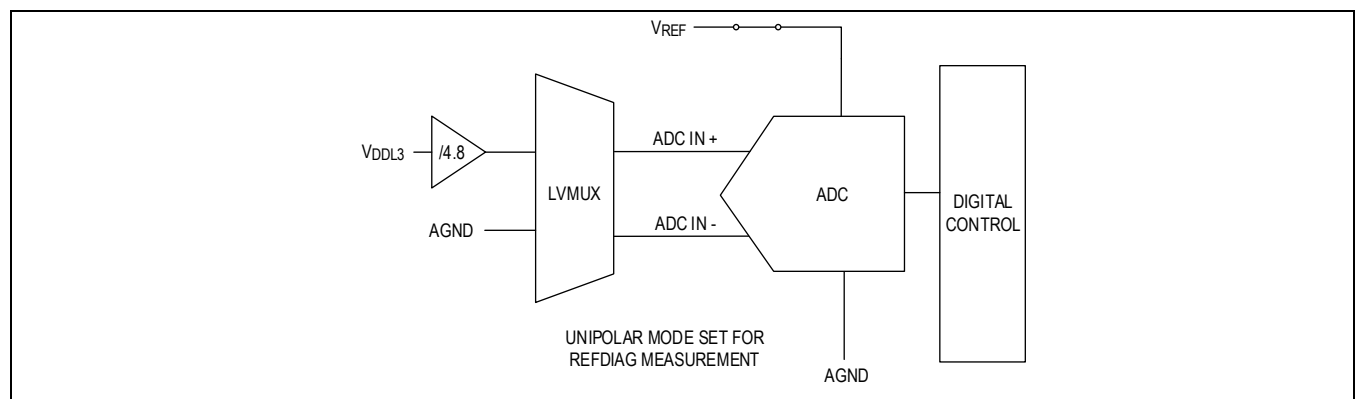 VREF
VDDL3
/4.8
ADC IN +
LVMUX
ADC
DIGITAL
CONTROL
AGND
ADC IN -
UNIPOLAR MODE SET FOR
REFDIAG MEASUREMENT
AGND